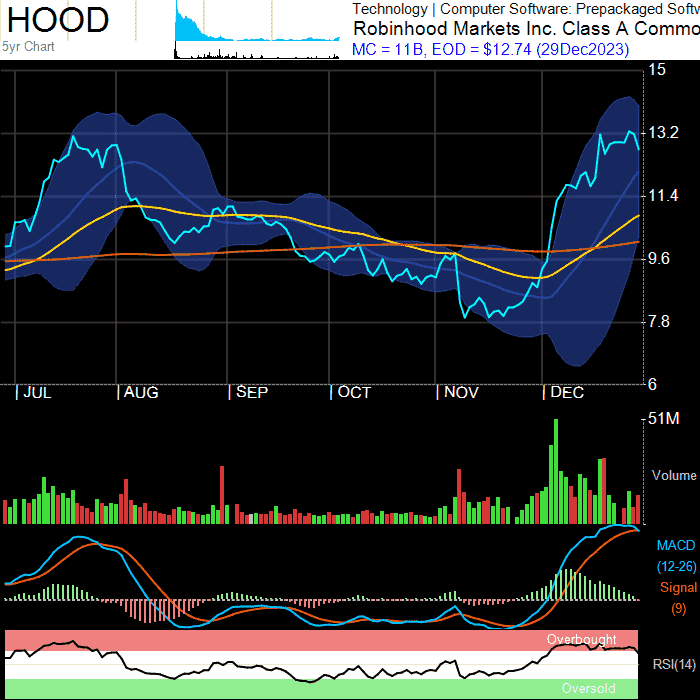 HOOD
5yr Chart
Technology | Computer Software: Prepackaged Softw
Robinhood Markets Inc. Class A Commo
MC = 11B, EOD = $12.74 (29Dec2023)
15
13.2
11.4
9.6
7.8
6
| JUL | AUG | SEP | OCT | NOV | DEC
51M
Volume
MACD
(12-26)
Signal
(9)
Overbought
RSI(14)
Oversold